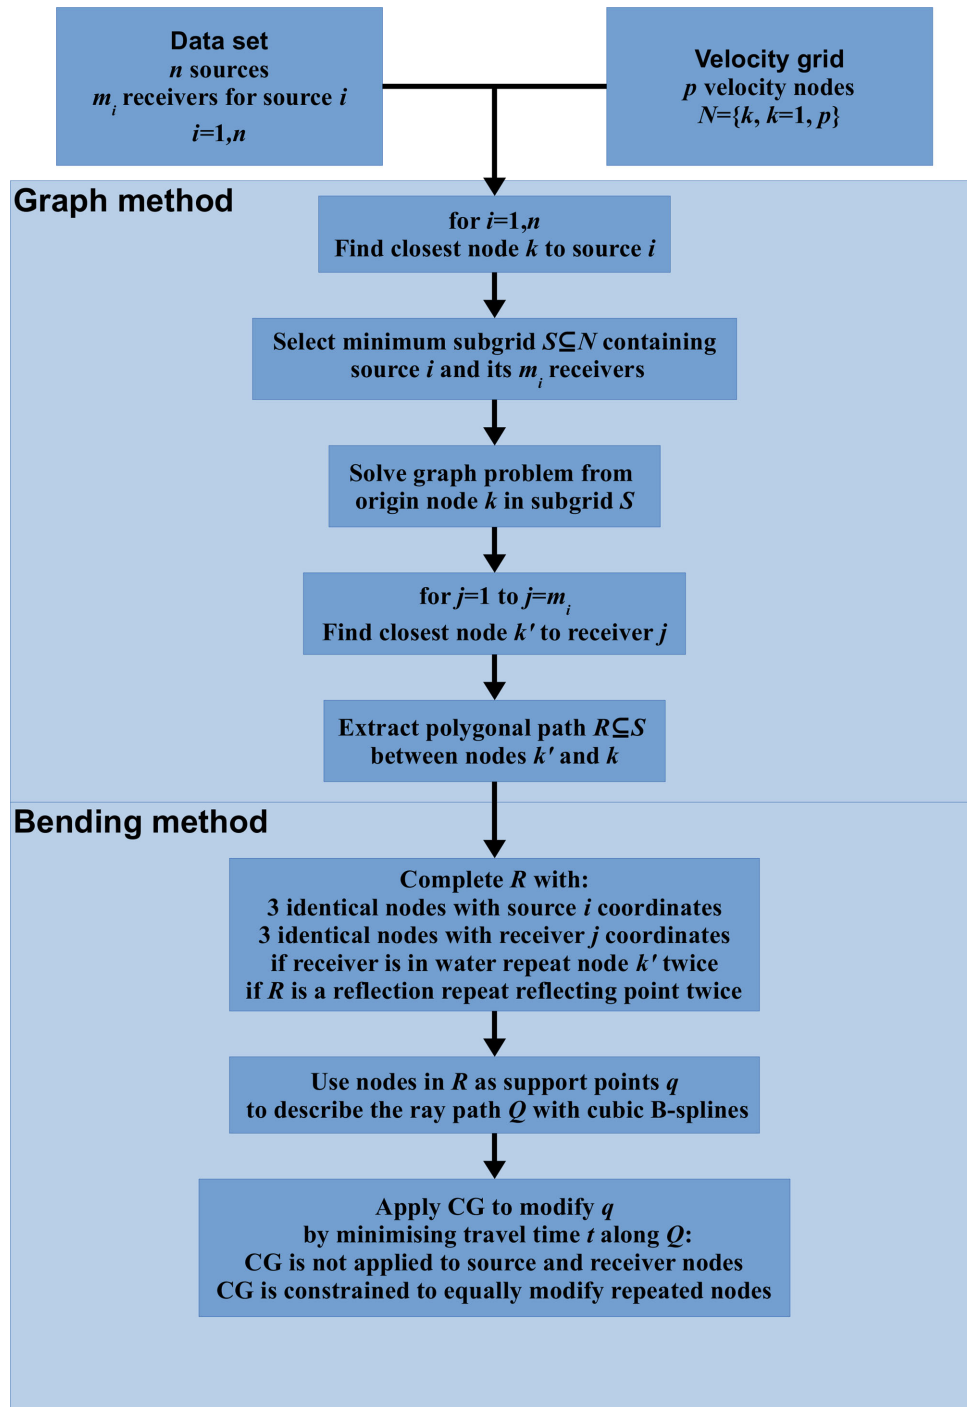 Data set
n sources
m_i receivers for source i
i=1,n
Velocity grid
p velocity nodes
N={k, k=1, p}
Graph method
for i=1,n
Find closest node k to source i
Select minimum subgrid S⊆N containing
source i and its m_i receivers
Solve graph problem from
origin node k in subgrid S
for j=1 to j=m_i
Find closest node k' to receiver j
Extract polygonal path R⊆S
between nodes k' and k
Bending method
Complete R with:
3 identical nodes with source i coordinates
3 identical nodes with receiver j coordinates
if receiver is in water repeat node k' twice
if R is a reflection repeat reflecting point twice
Use nodes in R as support points q
to describe the ray path Q with cubic B-splines
Apply CG to modify q
by minimising travel time t along Q:
CG is not applied to source and receiver nodes
CG is constrained to equally modify repeated nodes